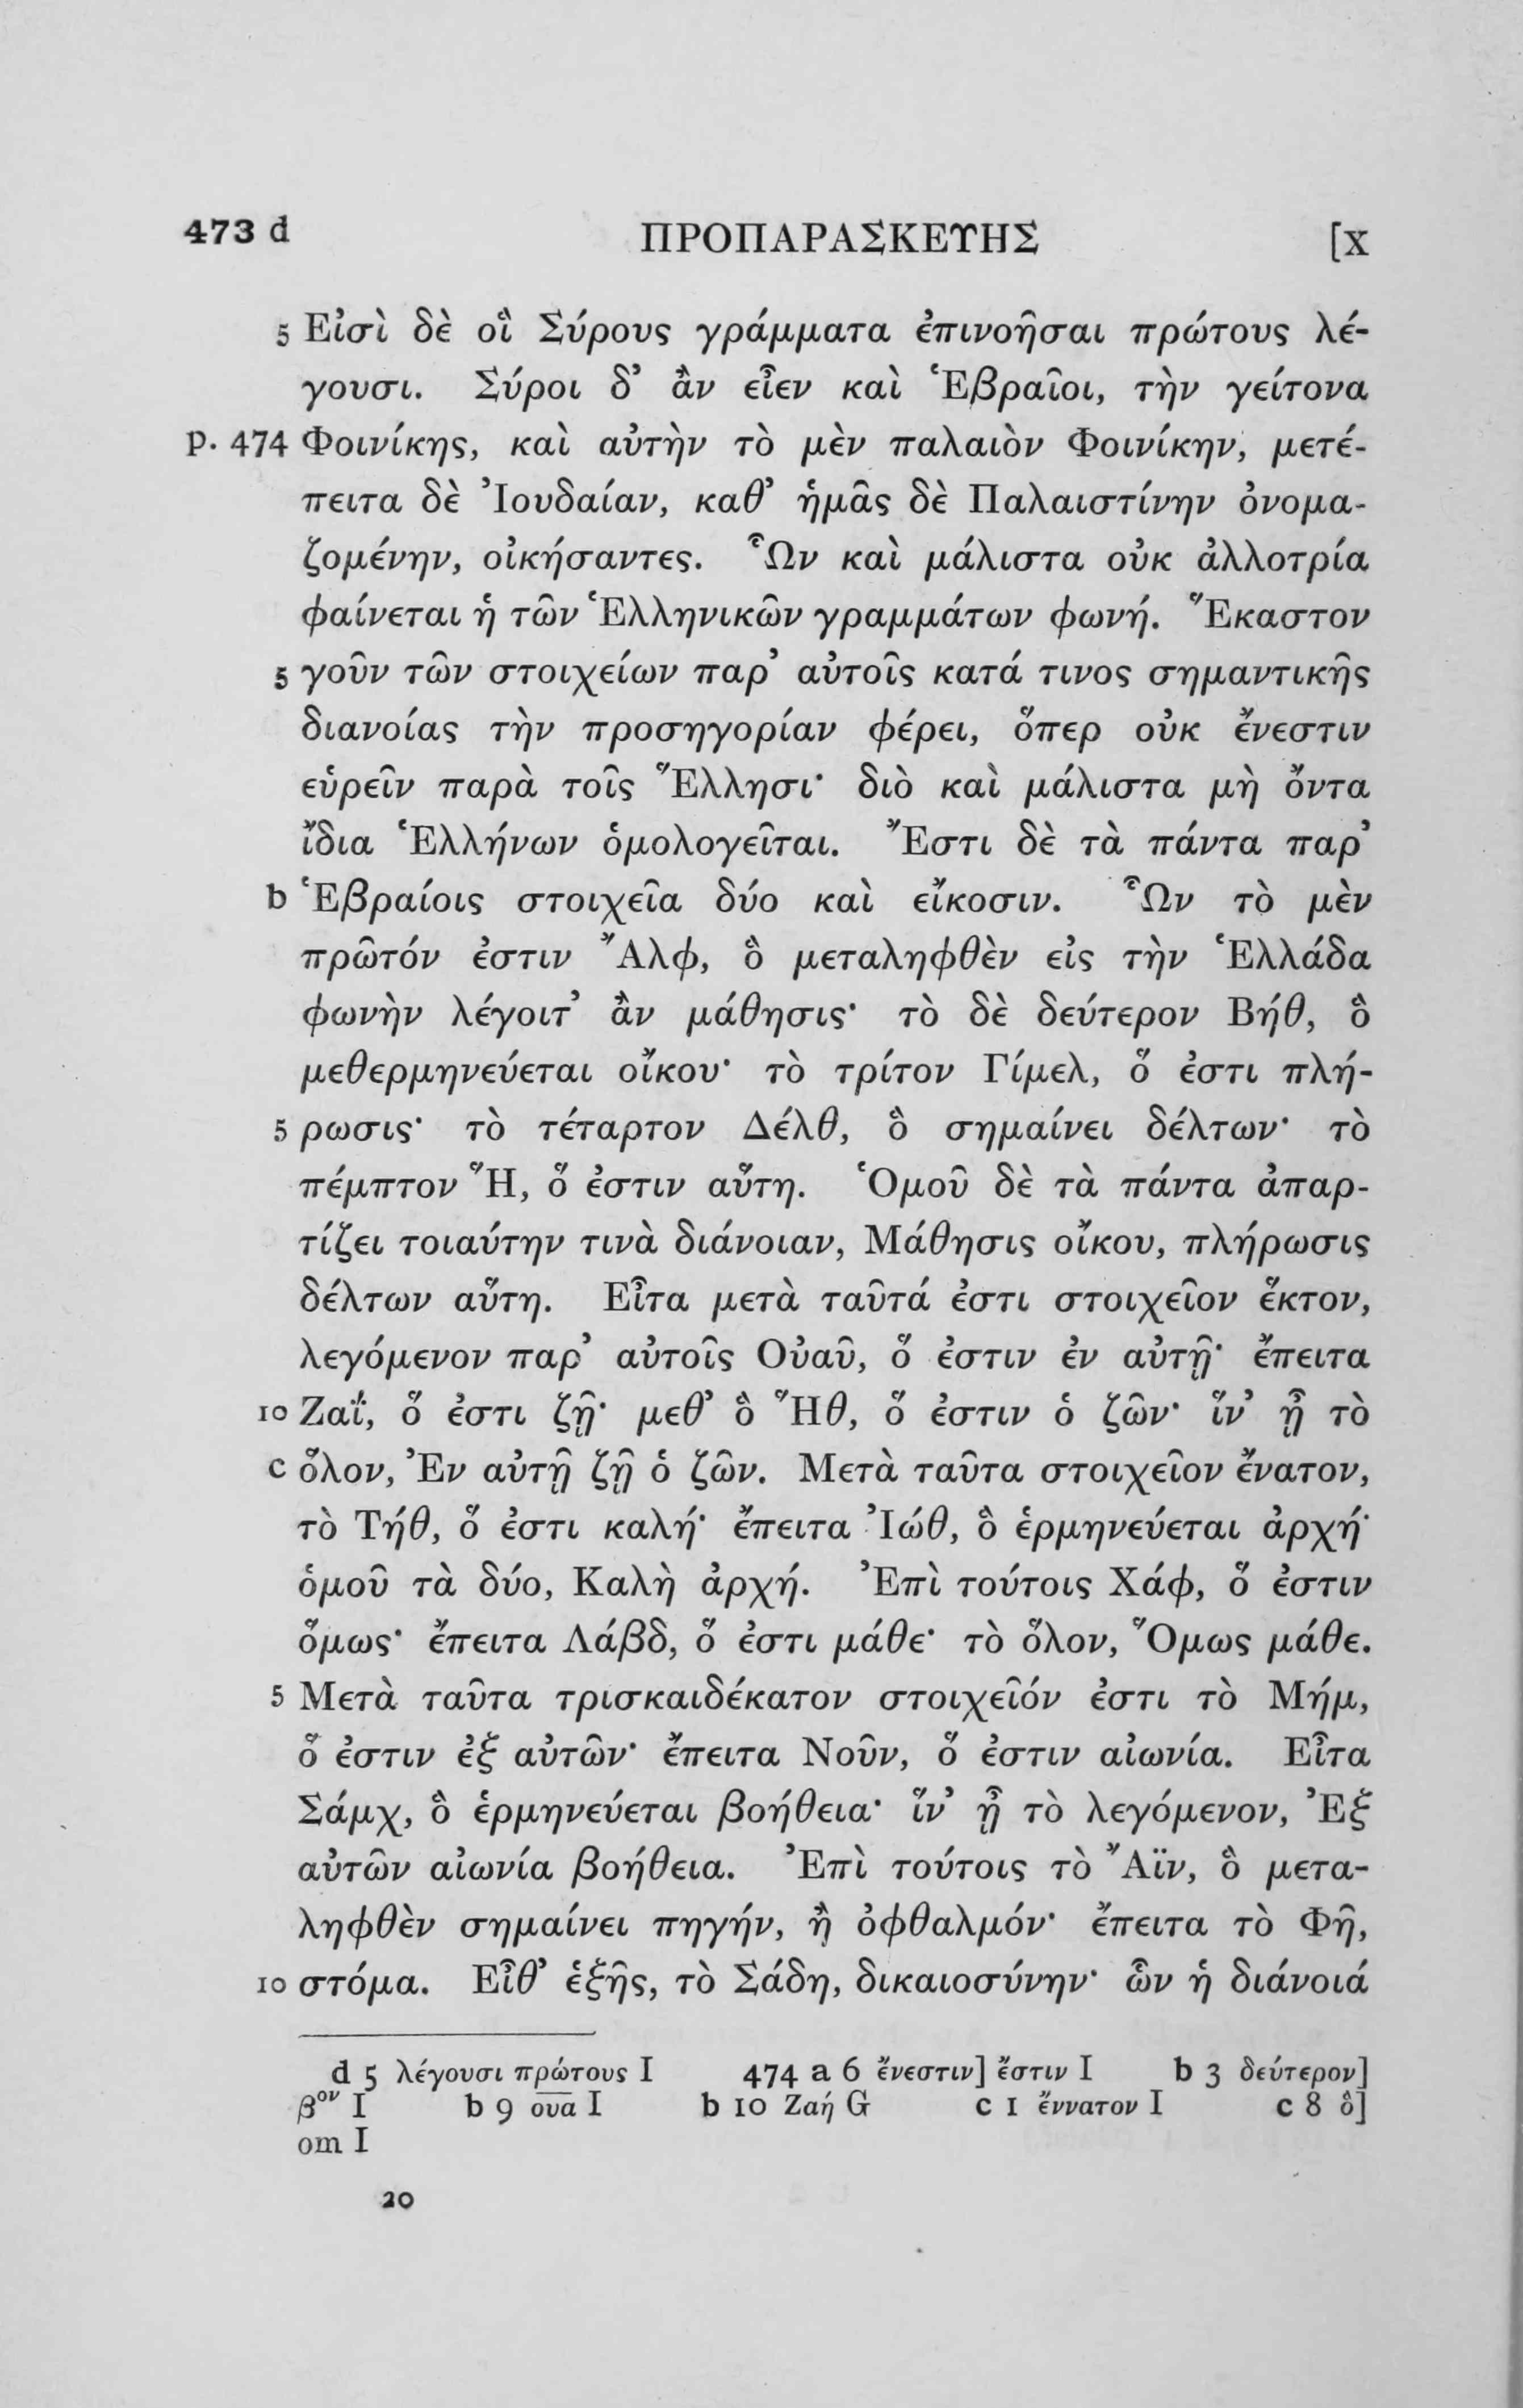 473 d ΠΡΟΠΑΡΑΣΚΕΥΗΣ [X
5 Εἰσὶ δὲ οἳ Σύρους γράμματα ἐπινοῆσαι πρώτους λέ-
γουσι. Σύροι δ’ ἂν εἶεν καὶ Ἑβραῖοι, τὴν γείτονα
p. 474 Φοινίκης, καὶ αὐτὴν τὸ μὲν παλαιὸν Φοινίκην, μετέ-
πειτα δὲ Ἰουδαίαν, καθ’ ἡμᾶς δὲ Παλαιστίνην ὀνομα-
ζομένην, οἰκήσαντες. Ὧν καὶ μάλιστα οὐκ ἀλλοτρία
φαίνεται ἡ τῶν Ἑλληνικῶν γραμμάτων φωνή. Ἕκαστον
5 γοῦν τῶν στοιχείων παρ’ αὐτοῖς κατά τινος σημαντικῆς
διανοίας τὴν προσηγορίαν φέρει, ὅπερ οὐκ ἔνεστιν
εὑρεῖν παρὰ τοῖς Ἕλλησι· διὸ καὶ μάλιστα μὴ ὄντα
ἴδια Ἑλλήνων ὁμολογεῖται. Ἔστι δὲ τὰ πάντα παρ’
b Ἑβραίοις στοιχεῖα δύο καὶ εἴκοσιν. Ὧν τὸ μὲν
πρῶτόν ἐστιν Ἄλφ, ὃ μεταληφθὲν εἰς τὴν Ἑλλάδα
φωνὴν λέγοιτ’ ἂν μάθησις· τὸ δὲ δεύτερον Βήθ, ὃ
μεθερμηνεύεται οἴκου· τὸ τρίτον Γίμελ, ὅ ἐστι πλή-
5 ρωσις· τὸ τέταρτον Δέλθ, ὃ σημαίνει δέλτων· τὸ
πέμπτον Ἥ, ὅ ἐστιν αὕτη. Ὁμοῦ δὲ τὰ πάντα ἀπαρ-
τίζει τοιαύτην τινὰ διάνοιαν, Μάθησις οἴκου, πλήρωσις
δέλτων αὕτη. Εἶτα μετὰ ταῦτά ἐστι στοιχεῖον ἕκτον,
λεγόμενον παρ’ αὐτοῖς Οὐαῦ, ὅ ἐστιν ἐν αὐτῇ· ἔπειτα
10 Ζαΐ, ὅ ἐστι ζῇ· μεθ’ ὃ Ἥθ, ὅ ἐστιν ὁ ζῶν· ἵν’ ᾖ τὸ
c ὅλον, Ἐν αὐτῇ ζῇ ὁ ζῶν. Μετὰ ταῦτα στοιχεῖον ἔνατον,
τὸ Τήθ, ὅ ἐστι καλή· ἔπειτα Ἰώθ, ὃ ἑρμηνεύεται ἀρχή·
ὁμοῦ τὰ δύο, Καλὴ ἀρχή. Ἐπὶ τούτοις Χάφ, ὅ ἐστιν
ὅμως· ἔπειτα Λάβδ, ὅ ἐστι μάθε· τὸ ὅλον, Ὅμως μάθε.
5 Μετὰ ταῦτα τρισκαιδέκατον στοιχεῖόν ἐστι τὸ Μήμ,
ὅ ἐστιν ἐξ αὐτῶν· ἔπειτα Νοῦν, ὅ ἐστιν αἰωνία. Εἶτα
Σάμχ, ὃ ἑρμηνεύεται βοήθεια· ἵν’ ᾖ τὸ λεγόμενον, Ἐξ
αὐτῶν αἰωνία βοήθεια. Ἐπὶ τούτοις τὸ Ἄϊν, ὃ μετα-
ληφθὲν σημαίνει πηγήν, ἢ ὀφθαλμόν· ἔπειτα τὸ Φῆ,
10 στόμα. Εἶθ’ ἑξῆς, τὸ Σάδη, δικαιοσύνην· ὧν ἡ διάνοιά
d 5 λέγουσι πρώτους I 474 a 6 ἔνεστιν] ἔστιν I b 3 δεύτερον]
β^ον I b 9 ο̅υ̅α̅ I b 10 Ζαή G c 1 ἔννατον I c 8 ὃ]
om I
20